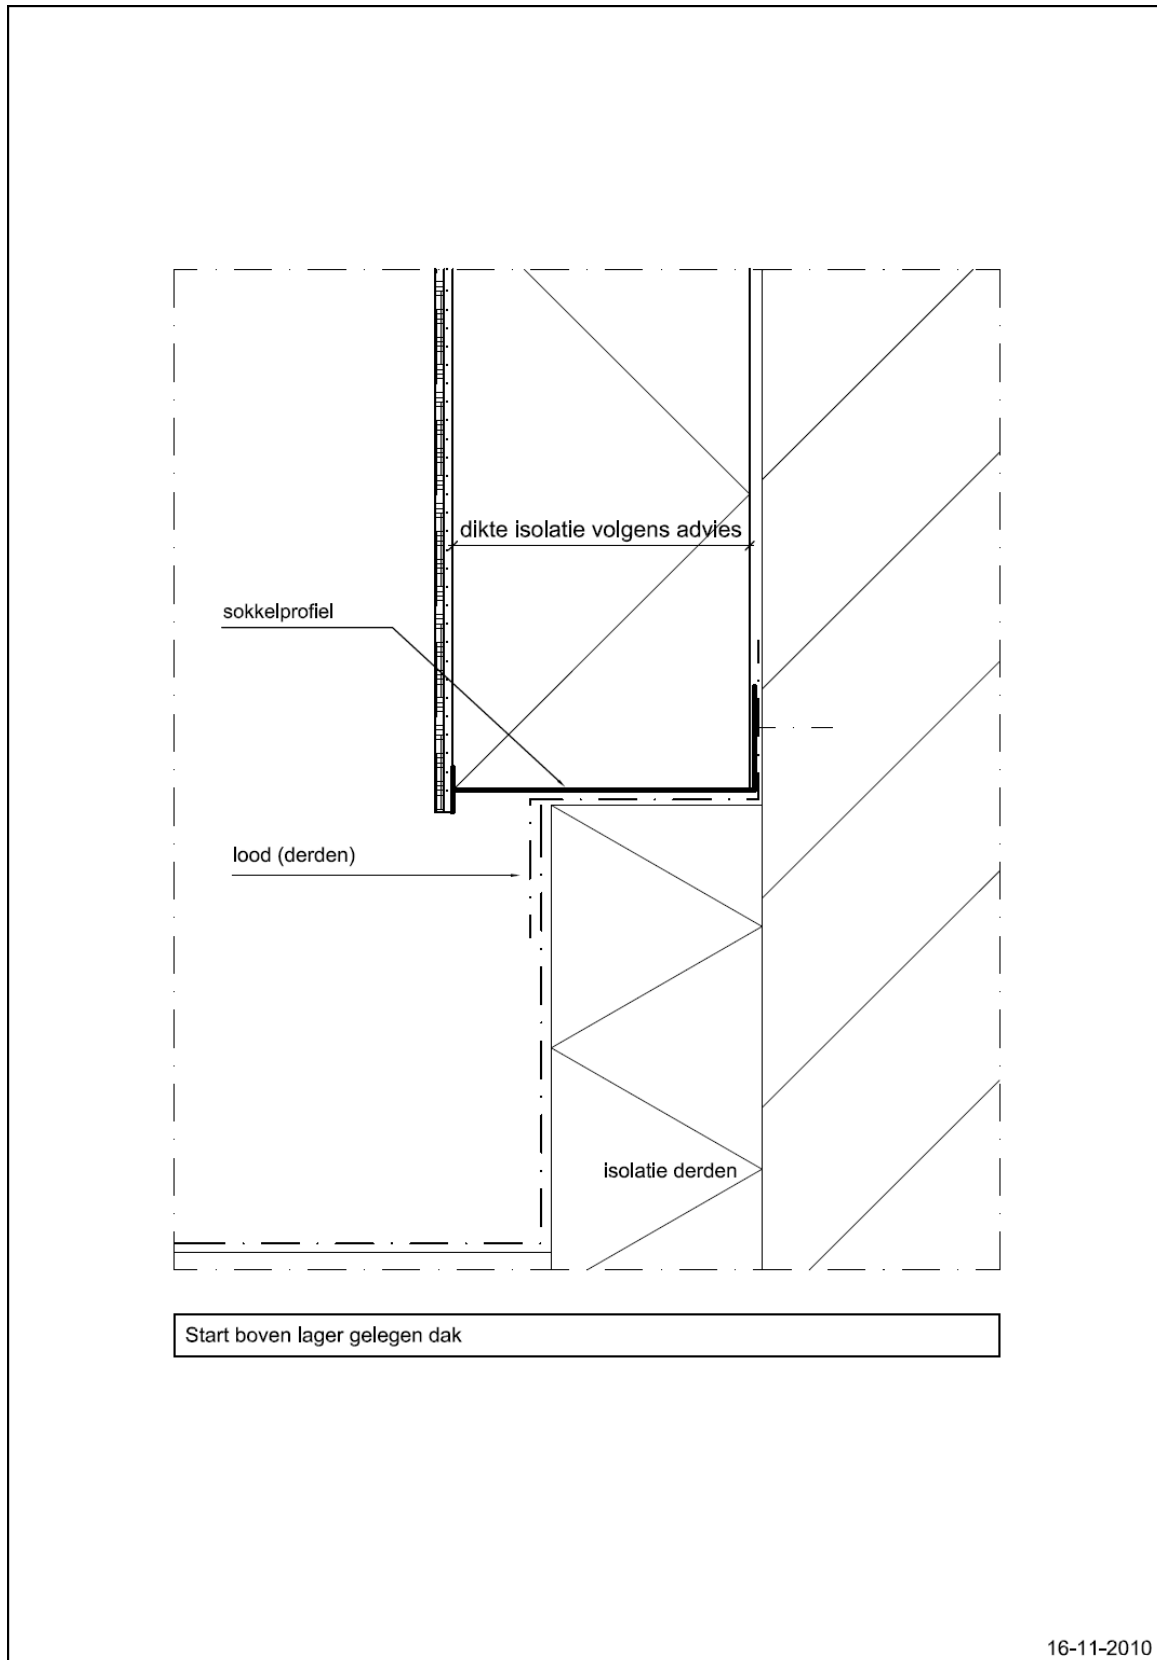 dikte isolatie volgens advies
sokkelprofiel
lood (derden)
isolatie derden
Start boven lager gelegen dak
16-11-2010